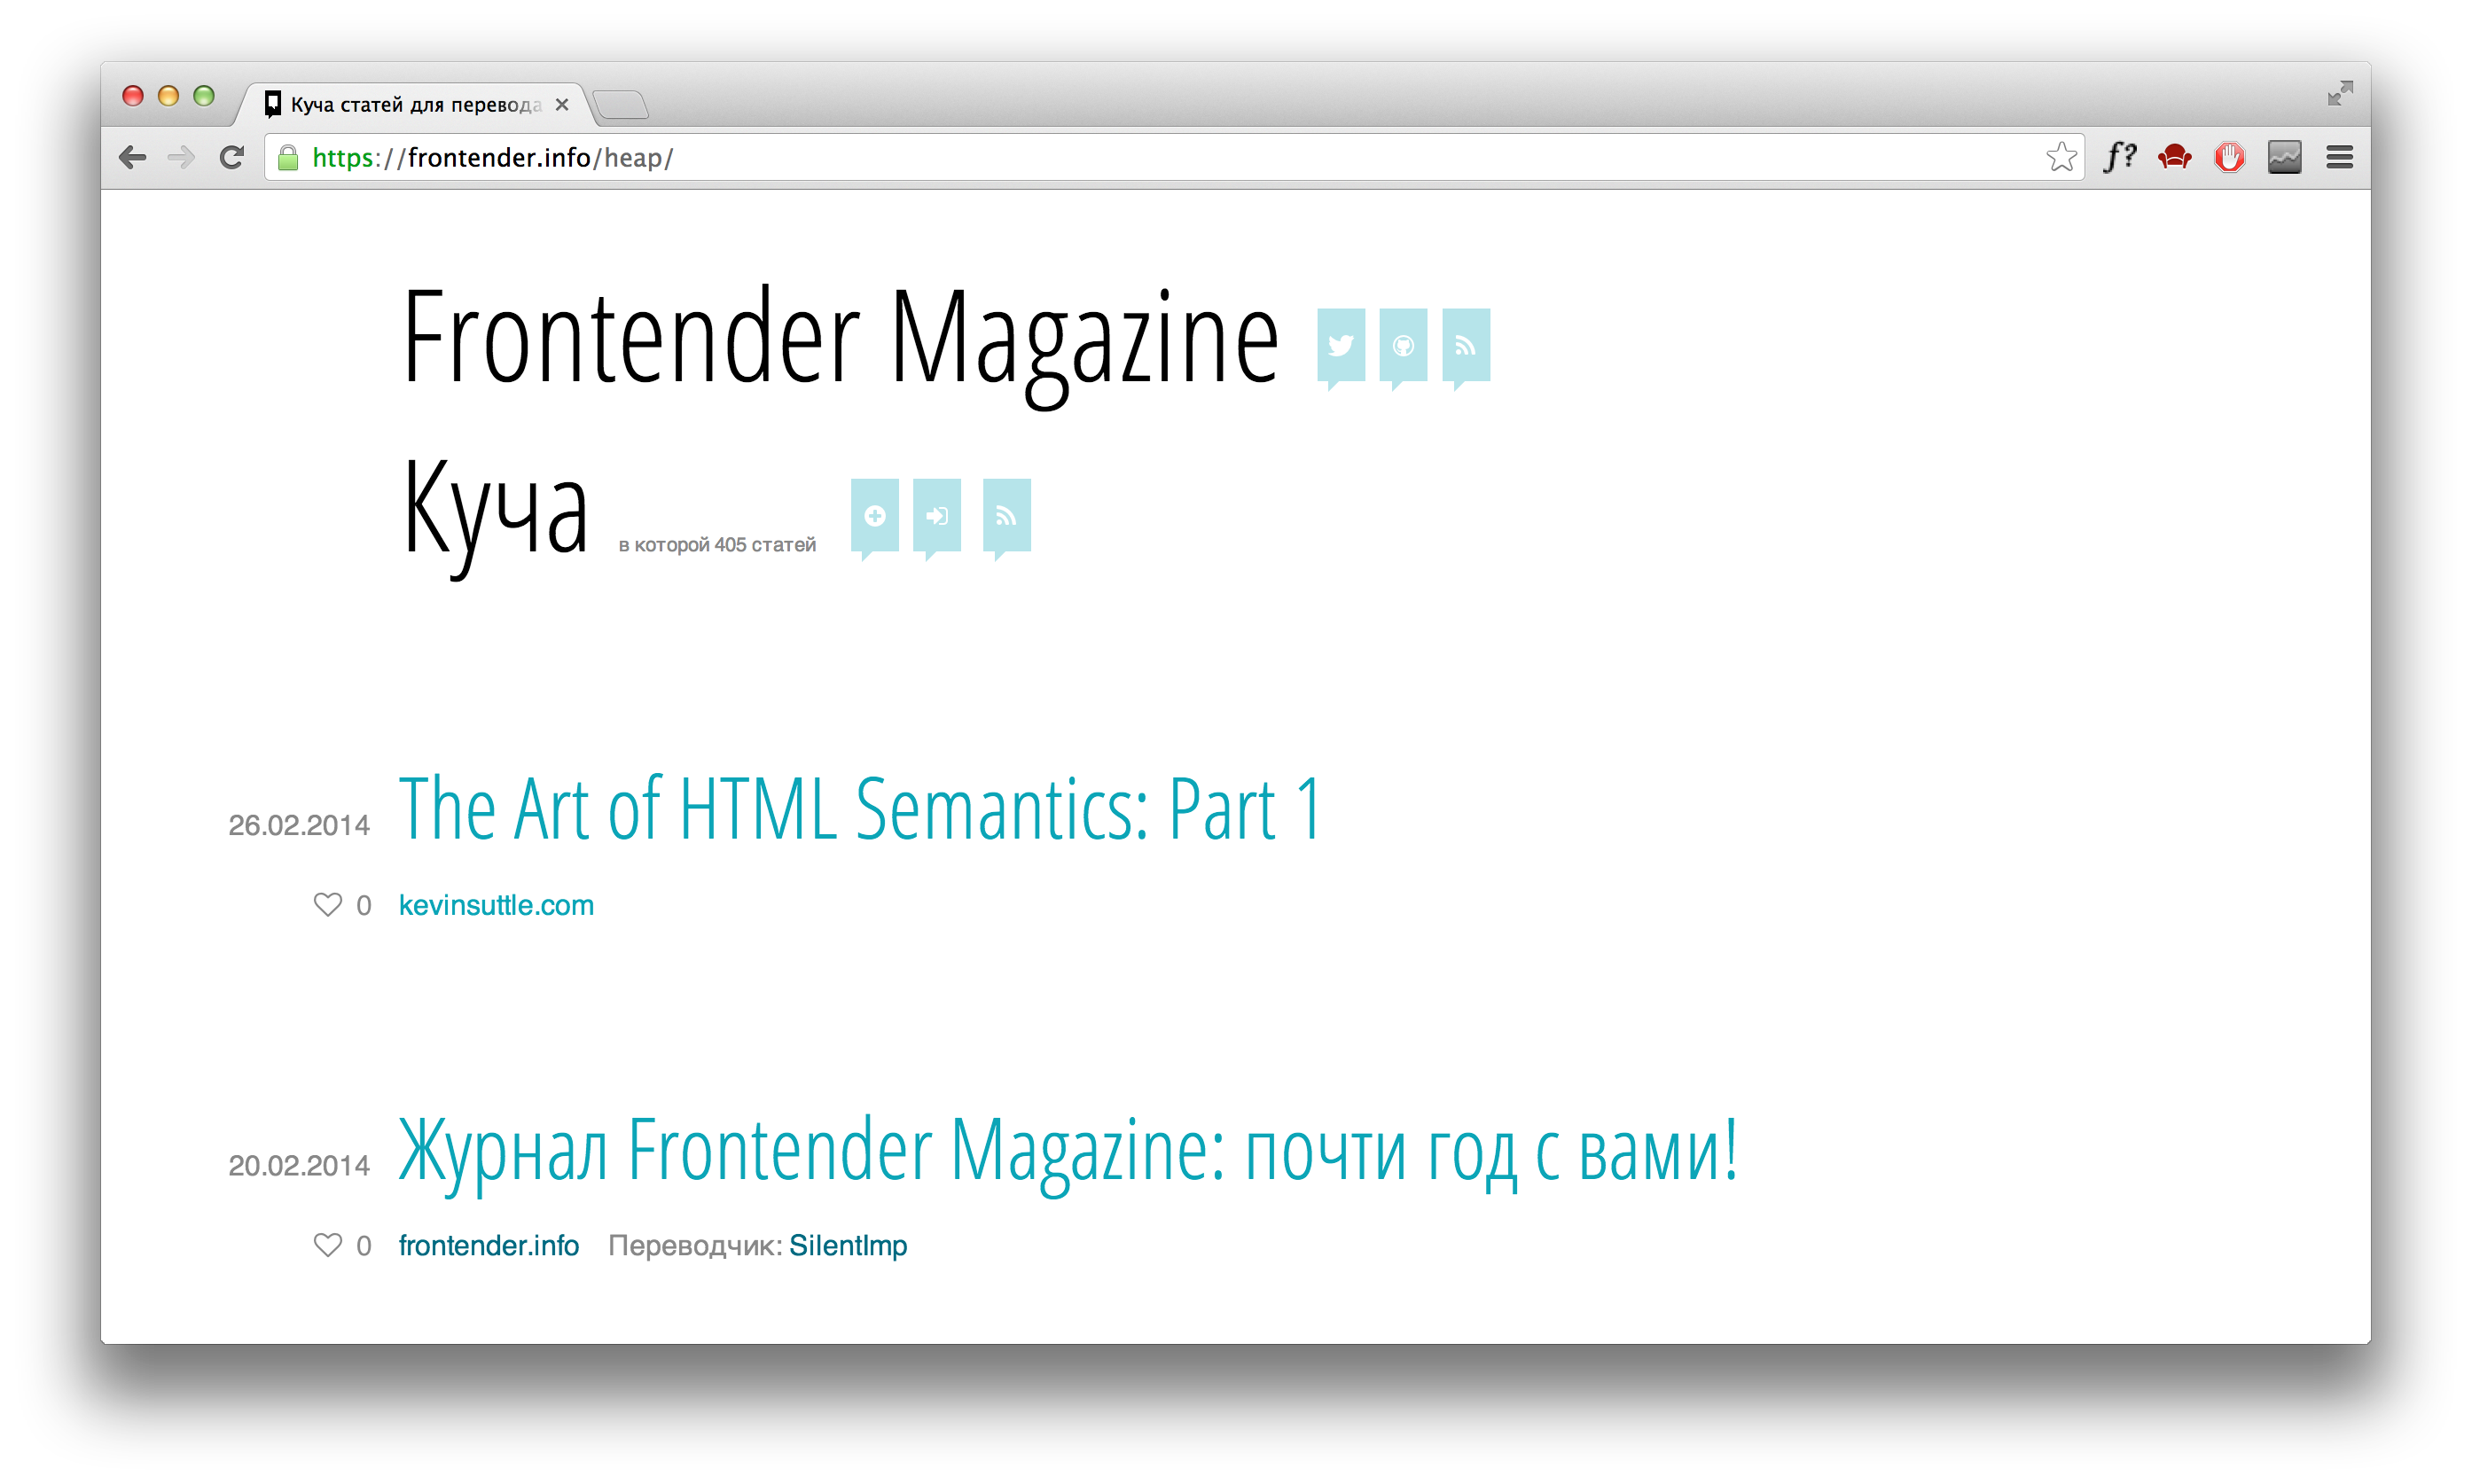 Куча статей для перевода
https://frontender.info/heap/
f?
Frontender Magazine
Куча в которой 405 статей
26.02.2014 The Art of HTML Semantics: Part 1
0 kevinsuttle.com
20.02.2014 Журнал Frontender Magazine: почти год с вами!
0 frontender.info Переводчик: SilentImp